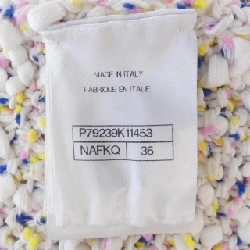 MADE IN ITALY
FABRIQUE EN ITALIE
P79239K11453
NAFKQ 36